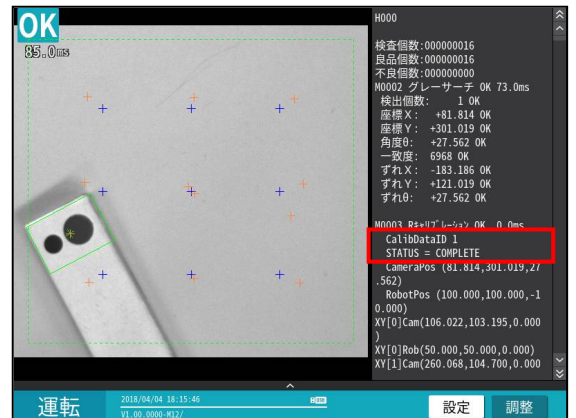 OK
85.0ms
H000
検査個数:000000016
良品個数:000000016
不良個数:000000000
M0002 グレーサーチ OK 73.0ms
検出個数: 1 OK
座標X: +81.814 OK
座標Y: +301.019 OK
角度θ: +27.562 OK
一致度: 6968 OK
ずれX: -183.186 OK
ずれY: +121.019 OK
ずれθ: +27.562 OK
M0003 Rｷｬﾘﾌﾞﾚｰｼｮﾝ OK 0.0ms
CalibDataID 1
STATUS = COMPLETE
CameraPos (81.814,301.019,27
.562)
RobotPos (100.000,100.000,-1
0.000)
XY[0]Cam(106.022,103.195,0.000
)
XY[0]Rob(50.000,50.000,0.000)
XY[1]Cam(260.068,104.700,0.000
運転
2018/04/04 18:15:46
V1.00.0000-M12/
設定
調整